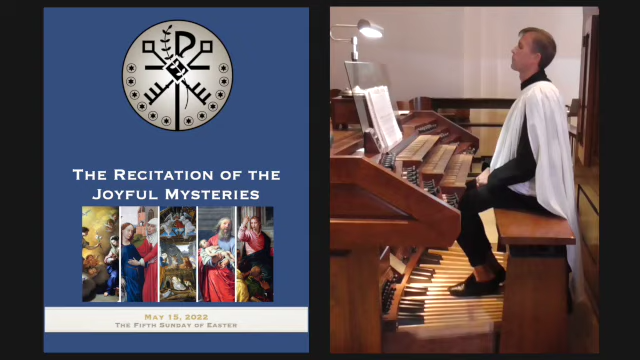 The Recitation of the
Joyful Mysteries
May 15, 2022
The Fifth Sunday of Easter